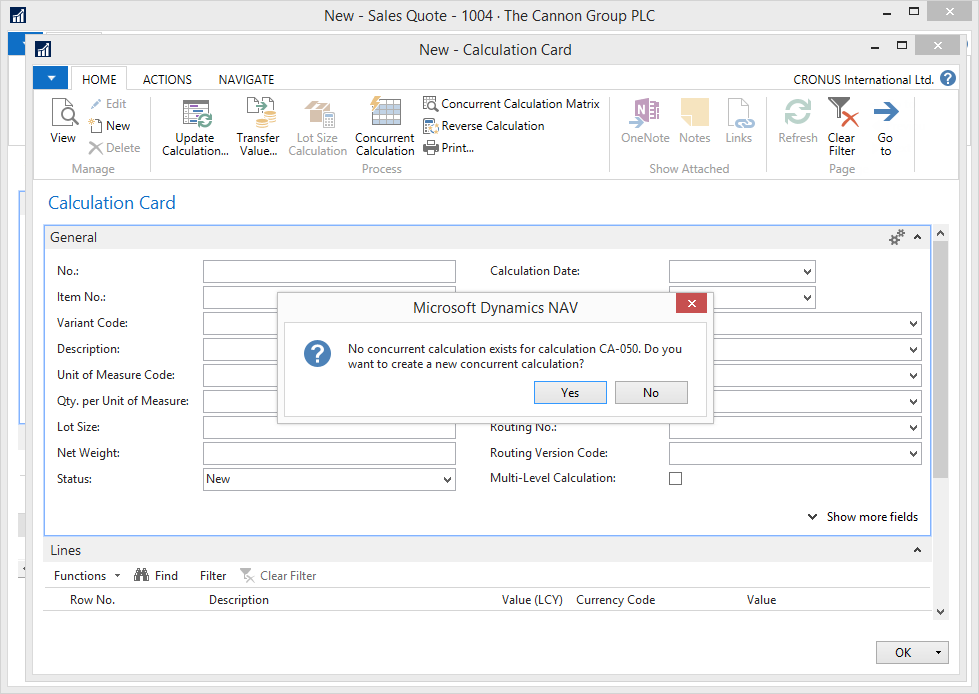 New - Sales Quote - 1004 · The Cannon Group PLC
New - Calculation Card
HOME ACTIONS NAVIGATE CRONUS International Ltd. ?
View
Edit
New
Delete
Manage
Update Calculation...
Transfer Value...
Lot Size Calculation
Concurrent Calculation
Concurrent Calculation Matrix
Reverse Calculation
Print...
Process
OneNote
Notes
Links
Show Attached
Refresh
Clear Filter
Go to
Page
Calculation Card
General
No.:
Item No.:
Variant Code:
Description:
Unit of Measure Code:
Qty. per Unit of Measure:
Lot Size:
Net Weight:
Status: New
Calculation Date:
Routing No.:
Routing Version Code:
Multi-Level Calculation:
Show more fields
Microsoft Dynamics NAV
No concurrent calculation exists for calculation CA-050. Do you
want to create a new concurrent calculation?
Yes No
Lines
Functions Find Filter Clear Filter
Row No. Description Value (LCY) Currency Code Value
OK